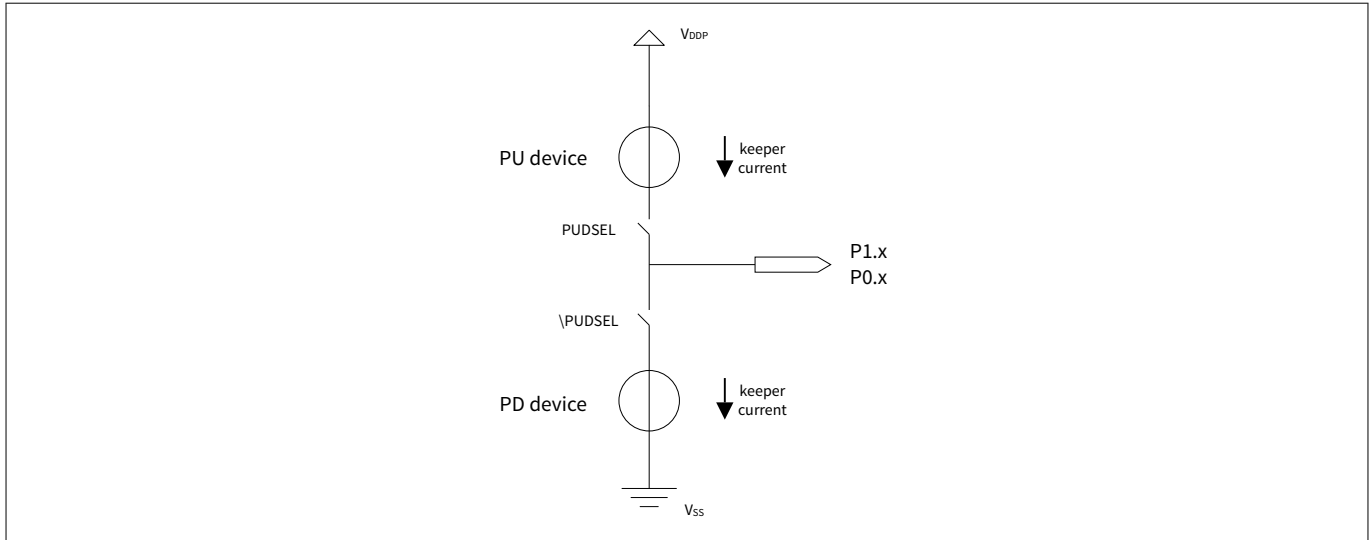 VDDP
PU device
keeper
current
PUDSEL
P1.x
P0.x
\PUDSEL
PD device
keeper
current
VSS